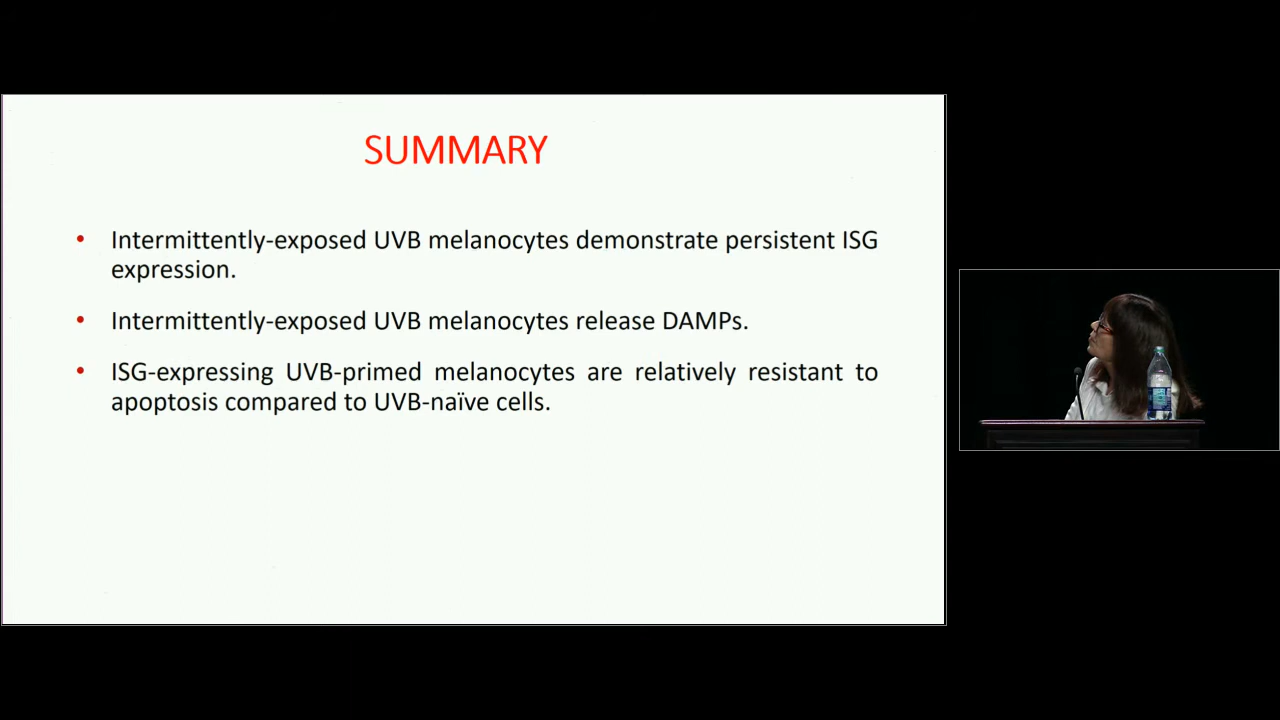 SUMMARY
• Intermittently-exposed UVB melanocytes demonstrate persistent ISG
expression.
• Intermittently-exposed UVB melanocytes release DAMPs.
• ISG-expressing UVB-primed melanocytes are relatively resistant to
apoptosis compared to UVB-naïve cells.